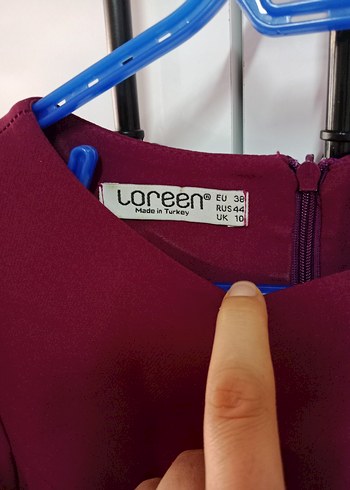 Loreen® EU 38
Made in Turkey RUS 44
UK 10